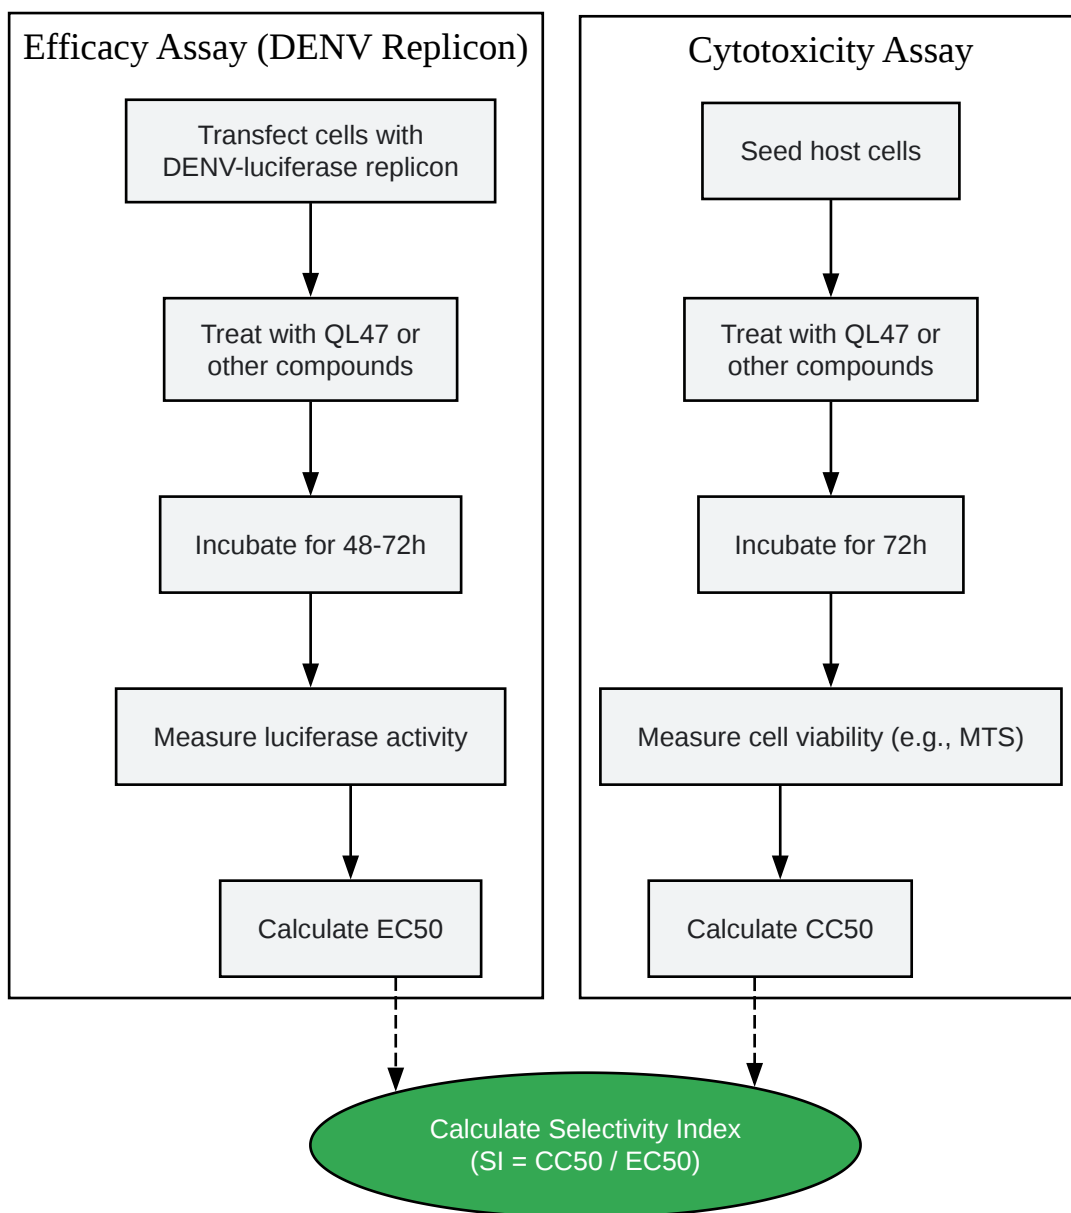 Efficacy Assay (DENV Replicon)
Transfect cells with
DENV-luciferase replicon
Treat with QL47 or
other compounds
Incubate for 48-72h
Measure luciferase activity
Calculate EC50
Cytotoxicity Assay
Seed host cells
Treat with QL47 or
other compounds
Incubate for 72h
Measure cell viability (e.g., MTS)
Calculate CC50
Calculate Selectivity Index
(SI = CC50 / EC50)